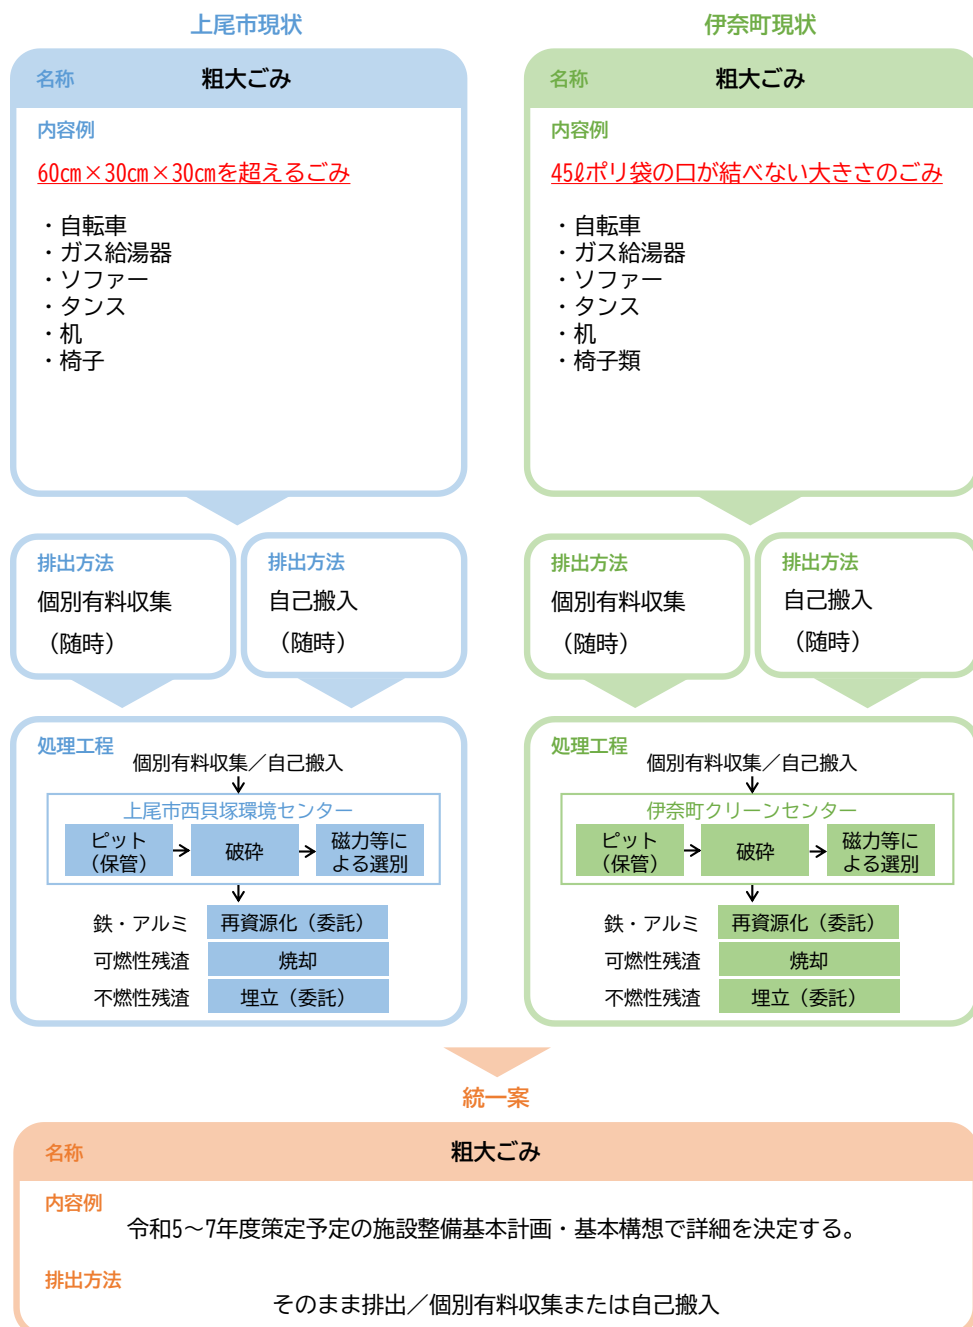 上尾市現状
名称
粗大ごみ
内容例
60cm×30cm×30cmを超えるごみ
・自転車
・ガス給湯器
・ソファー
・タンス
・机
・椅子
排出方法
個別有料収集
（随時）
排出方法
自己搬入
（随時）
処理工程
個別有料収集／自己搬入
上尾市西貝塚環境センター
ピット
（保管）
破砕
磁力等に
よる選別
鉄・アルミ
再資源化（委託）
可燃性残渣
焼却
不燃性残渣
埋立（委託）
伊奈町現状
名称
粗大ごみ
内容例
45ℓポリ袋の口が結べない大きさのごみ
・自転車
・ガス給湯器
・ソファー
・タンス
・机
・椅子類
排出方法
個別有料収集
（随時）
排出方法
自己搬入
（随時）
処理工程
個別有料収集／自己搬入
伊奈町クリーンセンター
ピット
（保管）
破砕
磁力等に
よる選別
鉄・アルミ
再資源化（委託）
可燃性残渣
焼却
不燃性残渣
埋立（委託）
統一案
名称
粗大ごみ
内容例
令和5～7年度策定予定の施設整備基本計画・基本構想で詳細を決定する。
排出方法
そのまま排出／個別有料収集または自己搬入